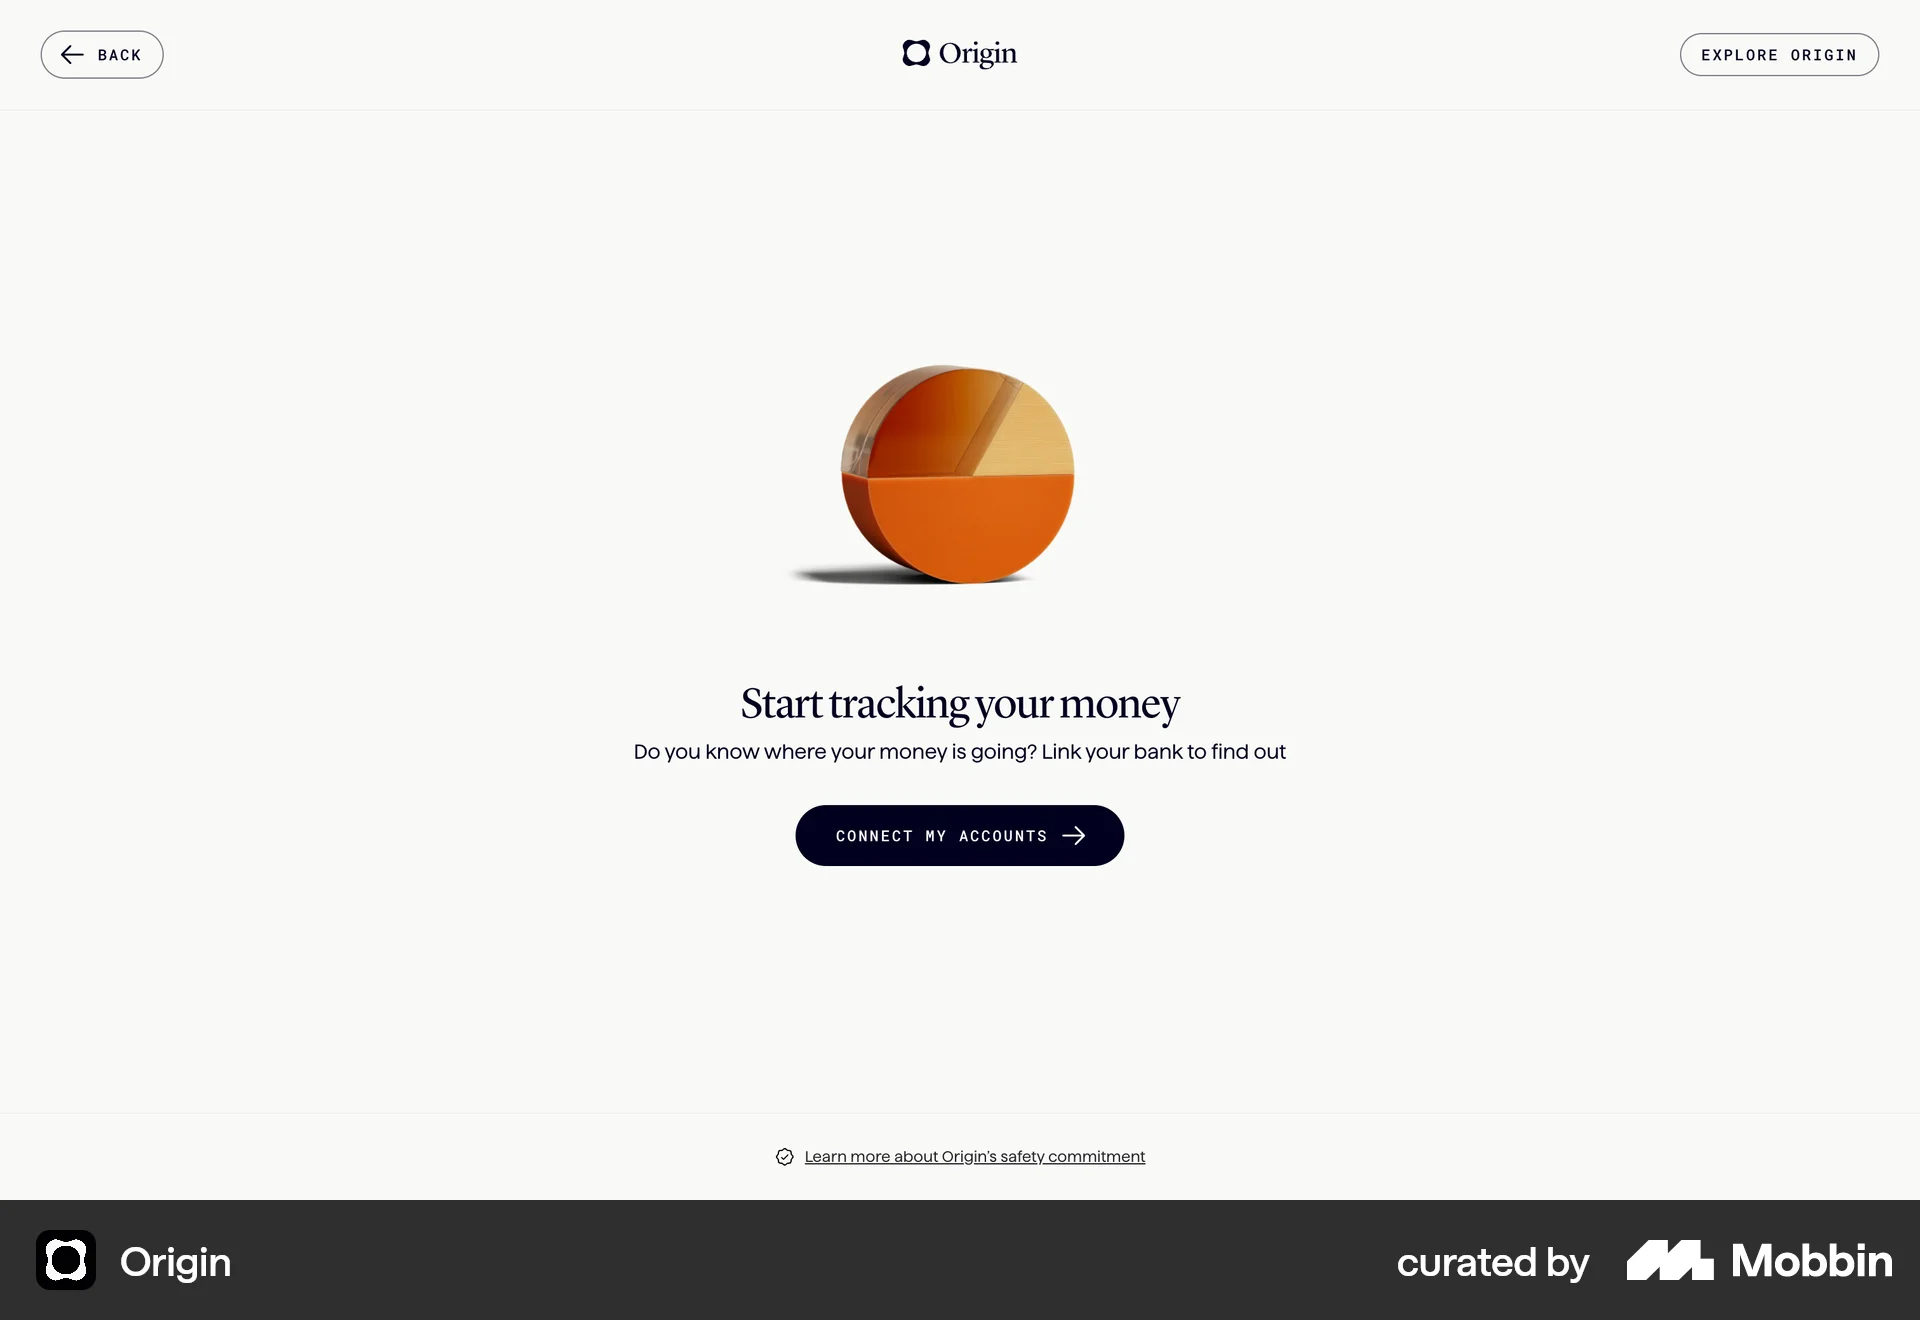 BACK
Origin
EXPLORE ORIGIN
Start tracking your money
Do you know where your money is going? Link your bank to find out
CONNECT MY ACCOUNTS
Learn more about Origin's safety commitment
Origin
curated by Mobbin